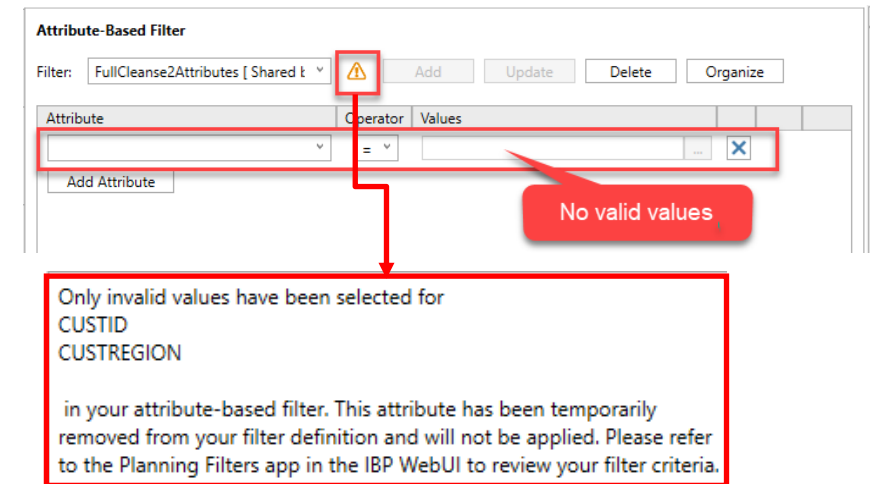 Attribute-Based Filter
Filter: FullCleanse2Attributes [ Shared b Add Update Delete Organize
Attribute Operator Values
= ...
Add Attribute
No valid values
Only invalid values have been selected for
CUSTID
CUSTREGION
in your attribute-based filter. This attribute has been temporarily
removed from your filter definition and will not be applied. Please refer
to the Planning Filters app in the IBP WebUI to review your filter criteria.